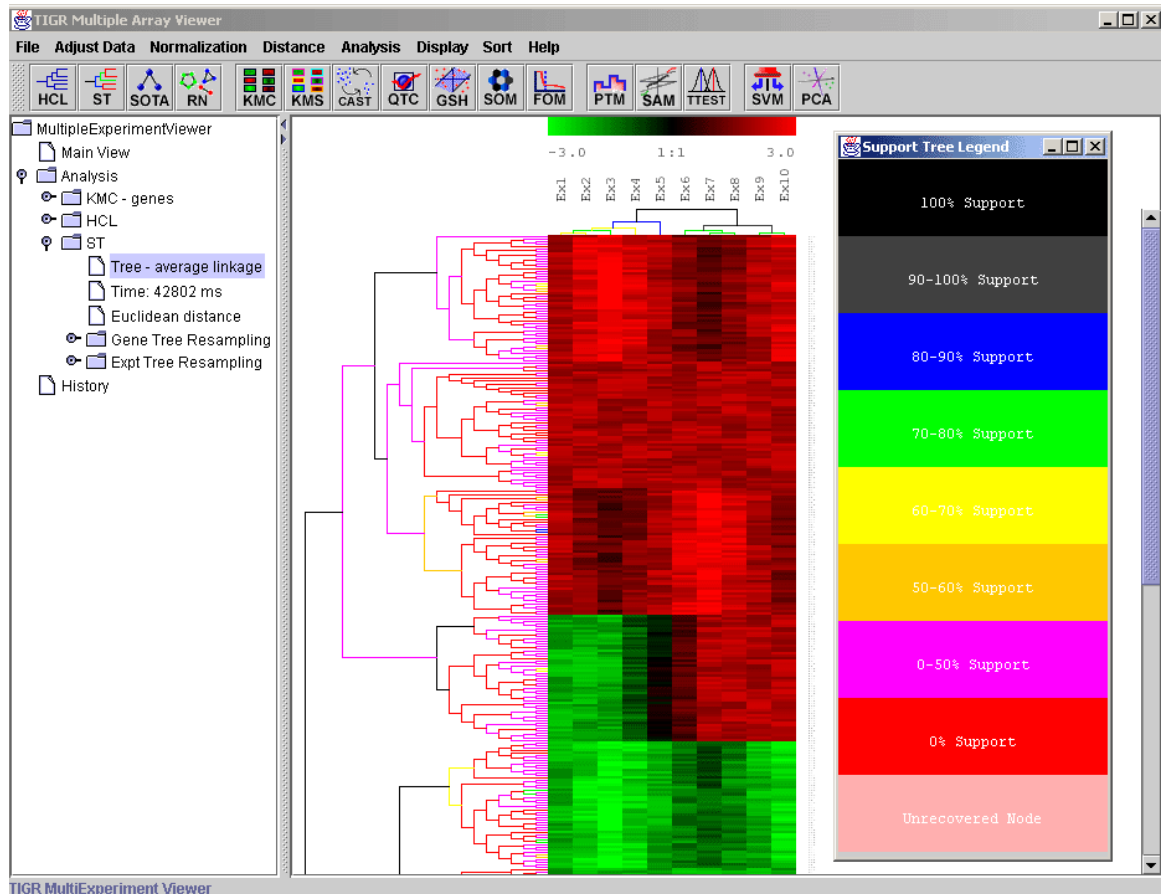 TIGR Multiple Array Viewer
File Adjust Data Normalization Distance Analysis Display Sort Help
HCL ST SOTA RN KMC KMS CAST QTC GSH SOM FOM PTM SAM TTEST SVM PCA
MultipleExperimentViewer
Main View
Analysis
KMC - genes
HCL
ST
Tree - average linkage
Time: 42802 ms
Euclidean distance
Gene Tree Resampling
Expt Tree Resampling
History
-3.0 1:1 3.0
Ex1 Ex2 Ex3 Ex4 Ex5 Ex6 Ex7 Ex8 Ex9 Ex10
Support Tree Legend
100% Support
90-100% Support
80-90% Support
70-80% Support
60-70% Support
50-60% Support
0-50% Support
0% Support
Unrecovered Node
TIGR MultiExperiment Viewer